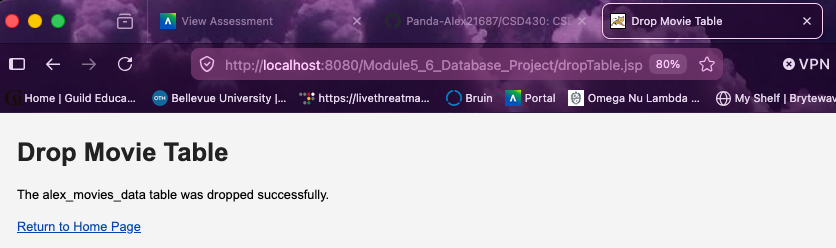 View Assessment
Panda-Alex21687/CSD430: CS
Drop Movie Table
http://localhost:8080/Module5_6_Database_Project/dropTable.jsp
80%
VPN
Home | Guild Educa...
OTH
Bellevue University |...
https://livethreatma...
Bruin
Portal
Omega Nu Lambda ...
My Shelf | Brytewav
Drop Movie Table
The alex_movies_data table was dropped successfully.
Return to Home Page